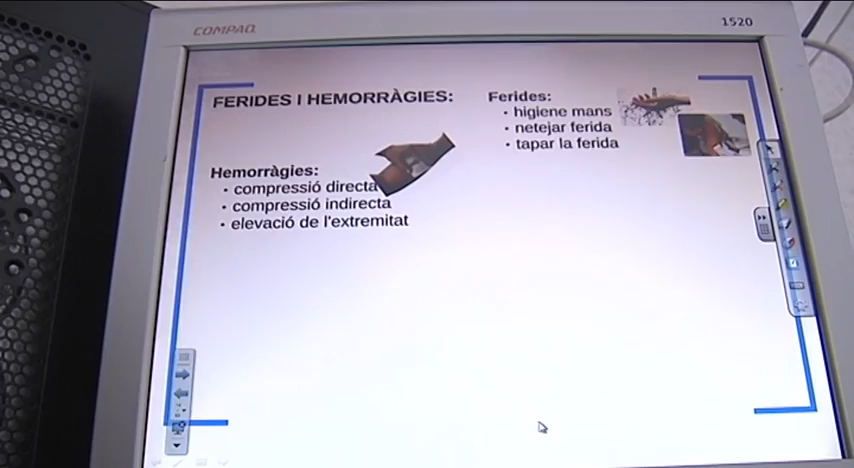 COMPAQ
1520
FERIDES I HEMORRÀGIES:
Hemorràgies:
• compressió directa
• compressió indirecta
• elevació de l'extremitat
Ferides:
• higiene mans
• netejar ferida
• tapar la ferida